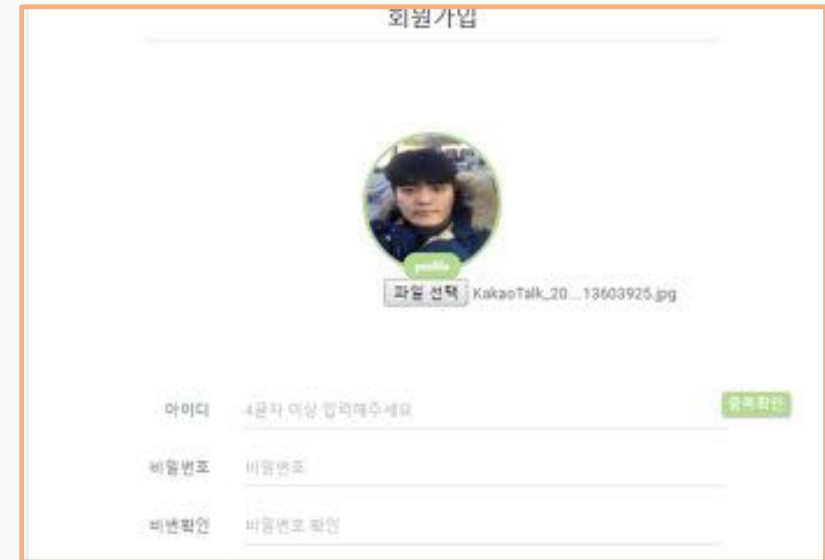 회원가입
profile
파일 선택 KakaoTalk_20...13603925.jpg
아이디 4글자 이상 입력해주세요 중복확인
비밀번호 비밀번호
비번확인 비밀번호 확인